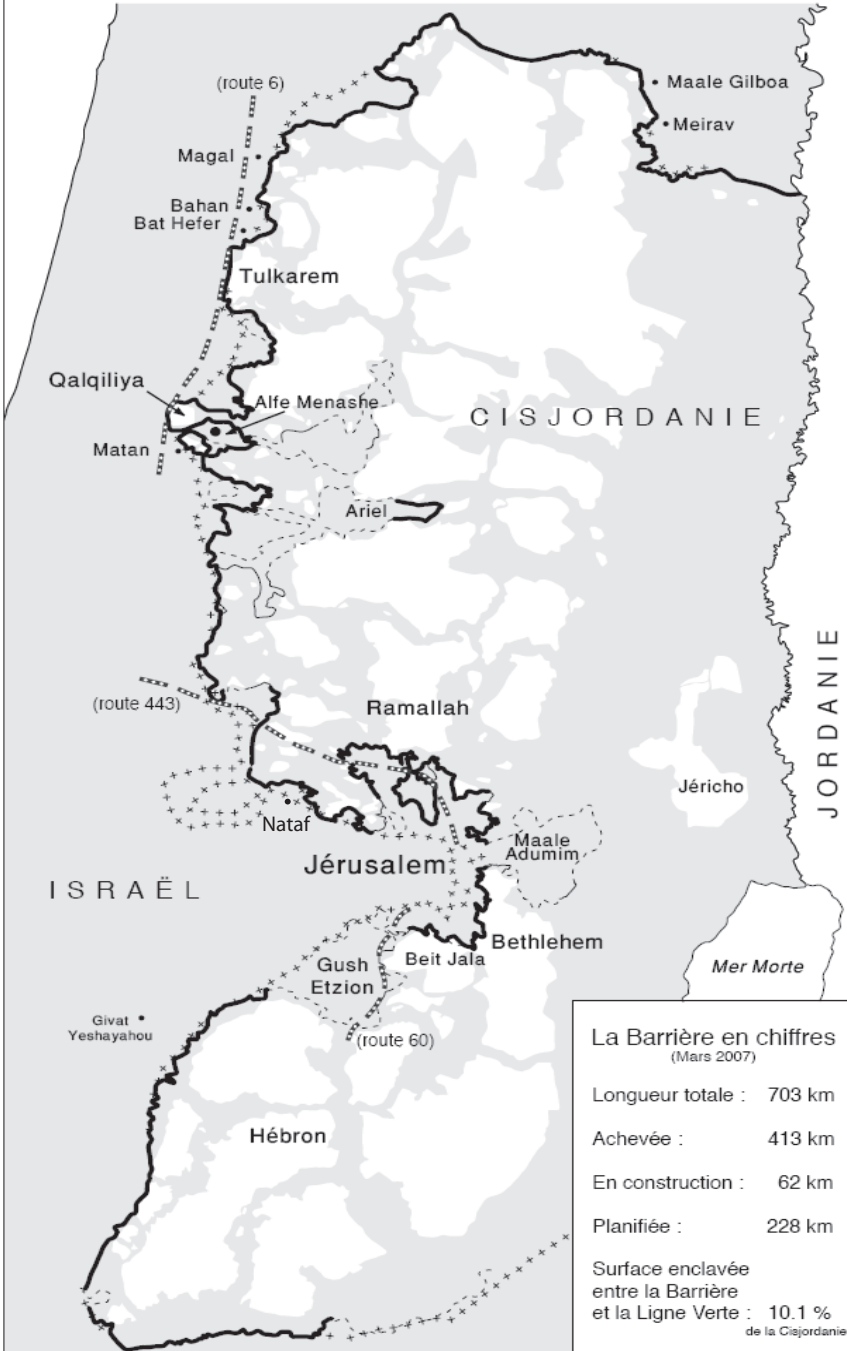 (route 6)
Maale Gilboa
Meirav
Magal
Bahan
Bat Hefer
Tulkarem
Qalqiliya
Alfe Menashe
CISJORDANIE
Matan
Ariel
JORDANIE
(route 443)
Ramallah
Jéricho
Nataf
Maale
Adumim
Jérusalem
ISRAËL
Bethlehem
Beit Jala
Gush
Etzion
Mer Morte
Givat
Yeshayahou
(route 60)
Hébron
La Barrière en chiffres
(Mars 2007)
Longueur totale : 703 km
Achevée : 413 km
En construction : 62 km
Planifiée : 228 km
Surface enclavée
entre la Barrière
et la Ligne Verte : 10.1 %
de la Cisjordanie